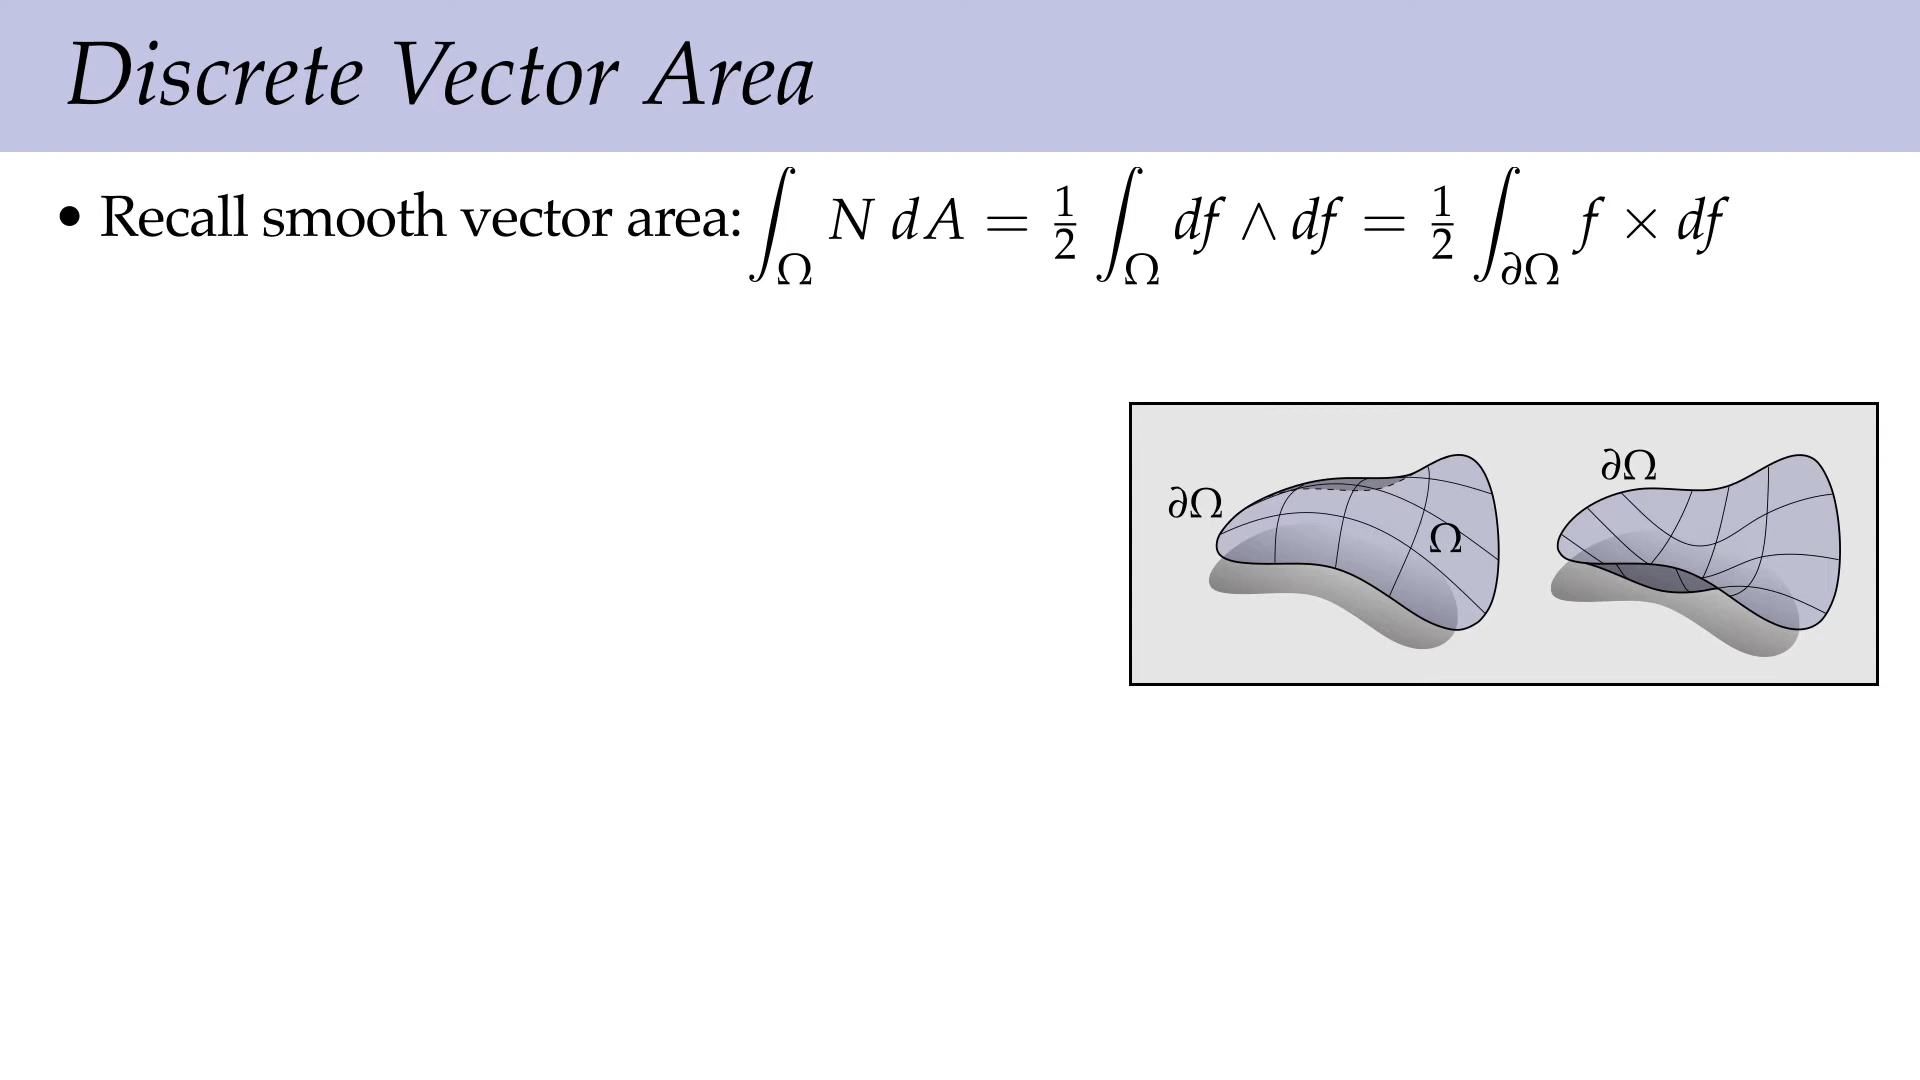 Discrete Vector Area
• Recall smooth vector area: ∫_Ω N dA = 1/2 ∫_Ω df ∧ df = 1/2 ∫_∂Ω f × df
∂Ω
∂Ω
Ω